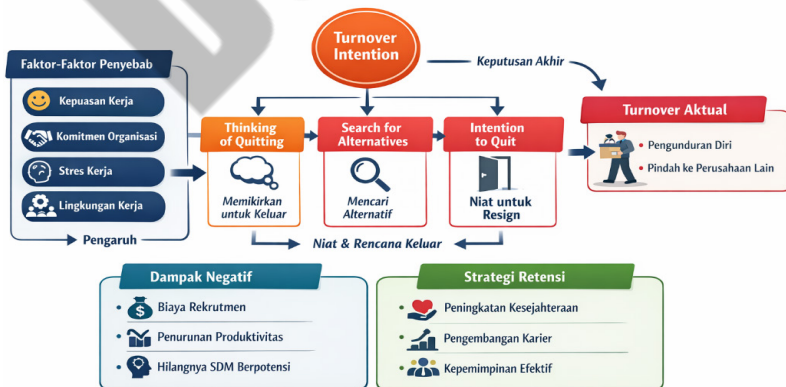 Turnover
Intention
Keputusan Akhir
Faktor-Faktor Penyebab
Kepuasan Kerja
Komitmen Organisasi
Stres Kerja
Lingkungan Kerja
Pengaruh
Thinking
of Quitting
Memikirkan
untuk Keluar
Search for
Alternatives
Mencari
Alternatif
Intention
to Quit
Niat untuk
Resign
Niat & Rencana Keluar
Turnover Aktual
• Pengunduran Diri
• Pindah ke Perusahaan Lain
Dampak Negatif
• Biaya Rekrutmen
• Penurunan Produktivitas
• Hilangnya SDM Berpotensi
Strategi Retensi
• Peningkatan Kesejahteraan
• Pengembangan Karier
• Kepemimpinan Efektif